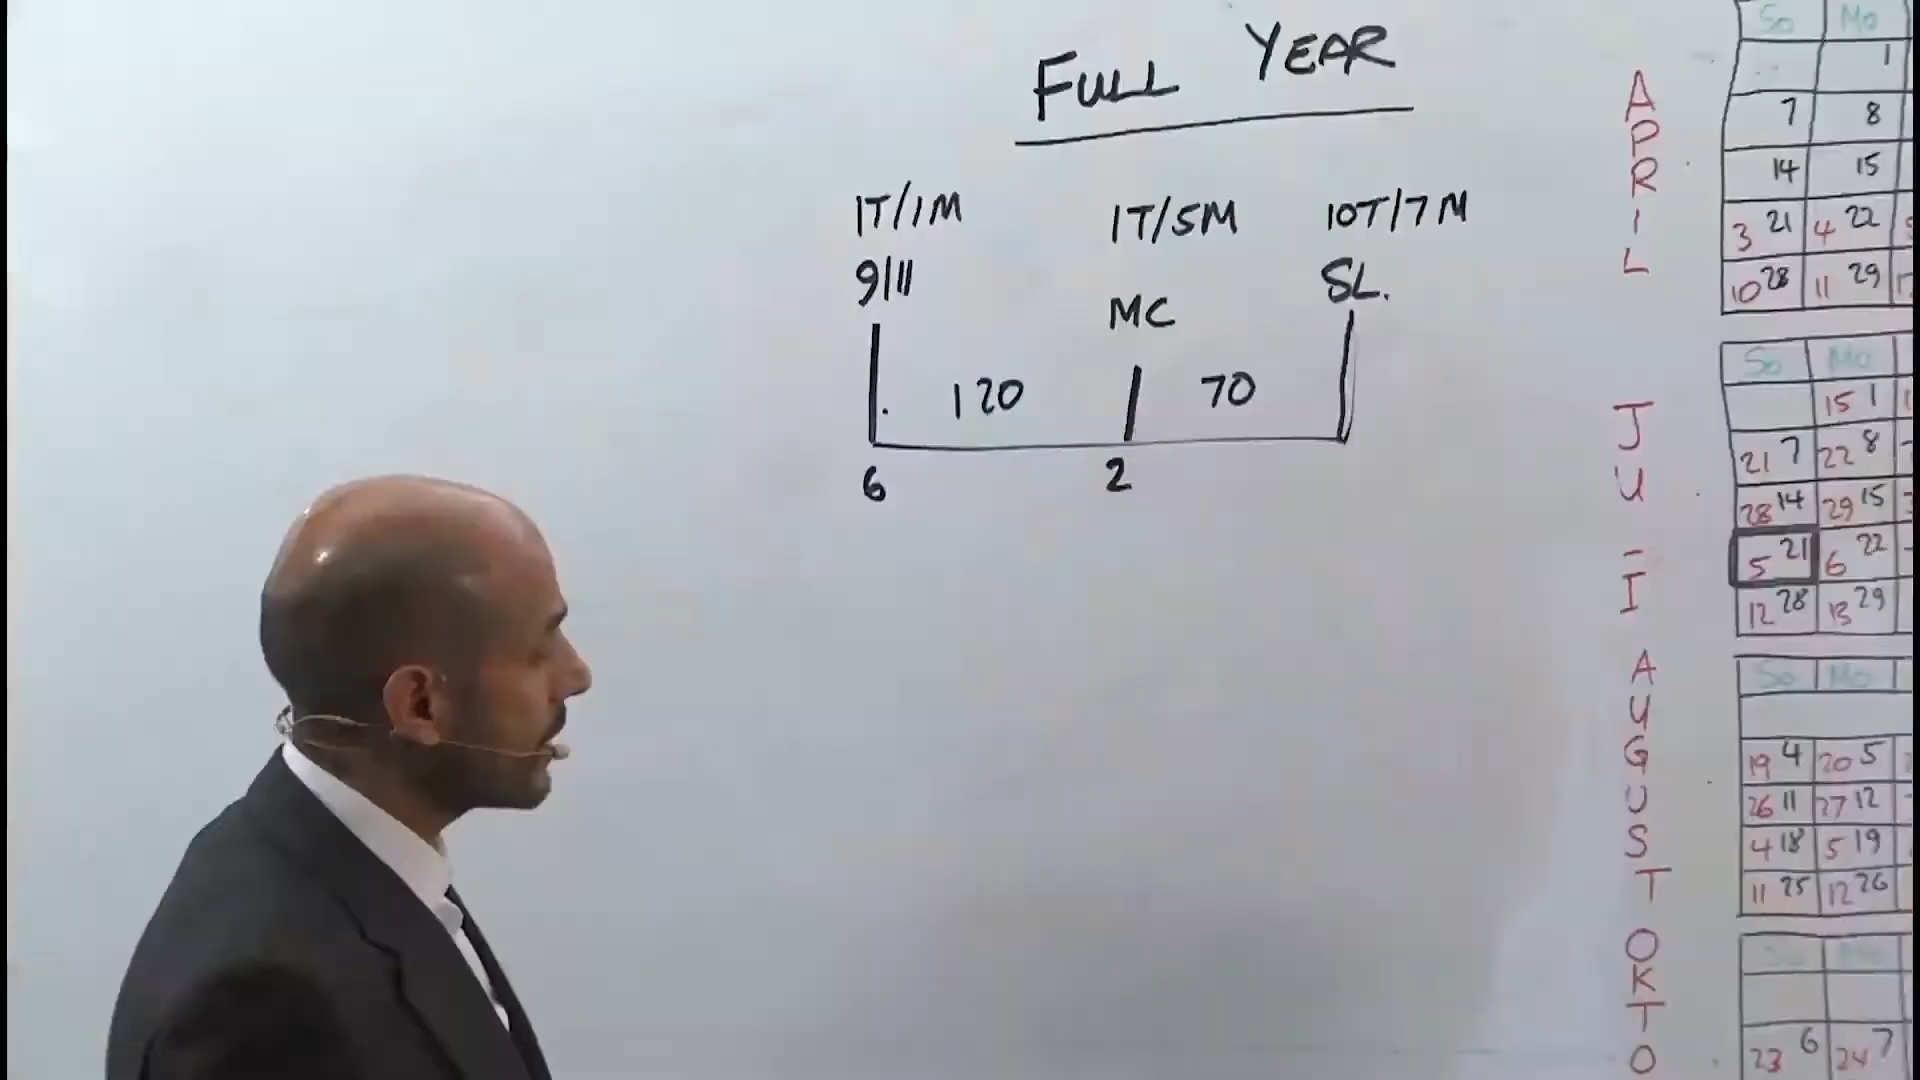 FULL YEAR
1T/1M 1T/5M 10T/7M
9/11 MC SL.
120 70
6 2
APRIL
So Mo
1
7 8
14 15
3 21 4 22
10 28 11 29
JU-I
So Mo
15 1
21 7 22 8
28 14 29 15
5 21 6 22
12 28 13 29
AUGUST
So Mo
19 4 20 5
26 11 27 12
4 18 5 19
11 25 12 26
OKTO
So Mo
23 6 24 7